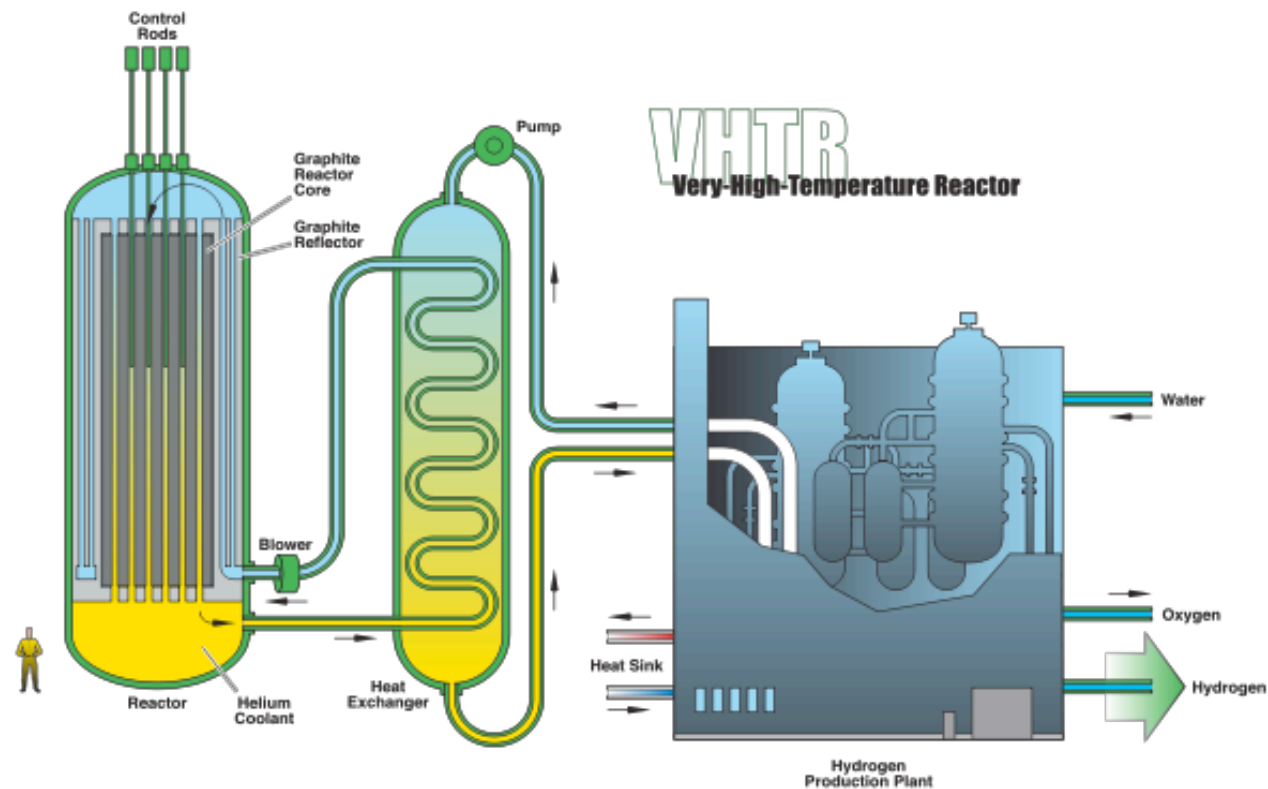 Control
Rods
Pump
VHTR
Very-High-Temperature Reactor
Graphite
Reactor
Core
Graphite
Reflector
Water
Blower
Oxygen
Heat Sink
Hydrogen
Heat
Exchanger
Reactor
Helium
Coolant
Hydrogen
Production Plant